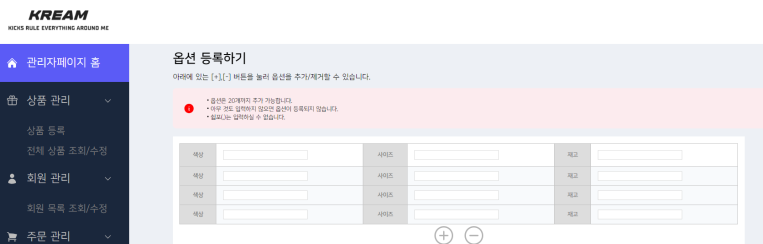 KREAM
KICKS RULE EVERYTHING AROUND ME
관리자페이지 홈
상품 관리
상품 등록
전체 상품 조회/수정
회원 관리
회원 목록 조회/수정
주문 관리
옵션 등록하기
아래에 있는 [+],[-] 버튼을 눌러 옵션을 추가/제거할 수 있습니다.
• 옵션은 20개까지 추가 가능합니다.
• 아무 것도 입력하지 않으면 옵션이 등록되지 않습니다.
• 쉼표(,)는 입력하실 수 없습니다.
색상 사이즈 재고
색상 사이즈 재고
색상 사이즈 재고
색상 사이즈 재고